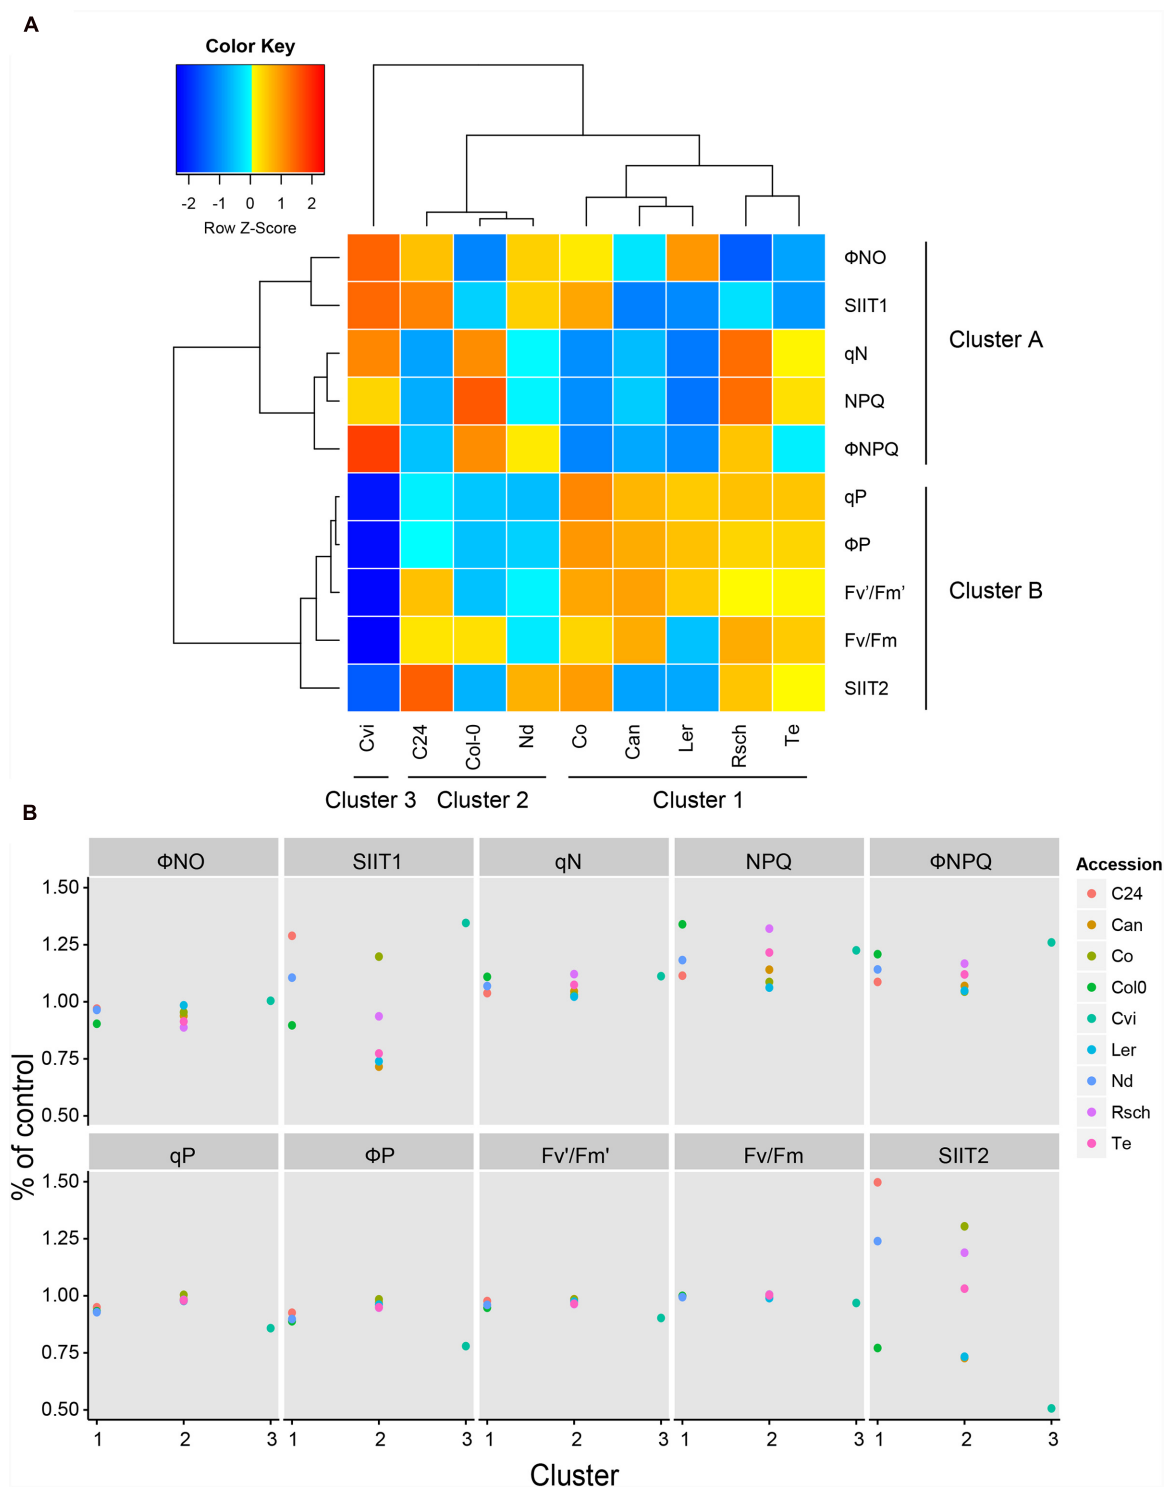 A
Color Key
-2 -1 0 1 2
Row Z-Score
ΦNO
SIIT1
qN
NPQ
ΦNPQ
qP
ΦP
Fv’/Fm’
Fv/Fm
SIIT2
Cluster A
Cluster B
Cvi C24 Col-0 Nd Co Can Ler Rsch Te
Cluster 3 Cluster 2 Cluster 1
B
ΦNO SIIT1 qN NPQ ΦNPQ
1.50
1.25
1.00
0.75
0.50
qP ΦP Fv'/Fm' Fv/Fm SIIT2
1.50
1.25
1.00
0.75
0.50
% of control
1 2 3 1 2 3 1 2 3 1 2 3 1 2 3
Cluster
Accession
C24
Can
Co
Col0
Cvi
Ler
Nd
Rsch
Te